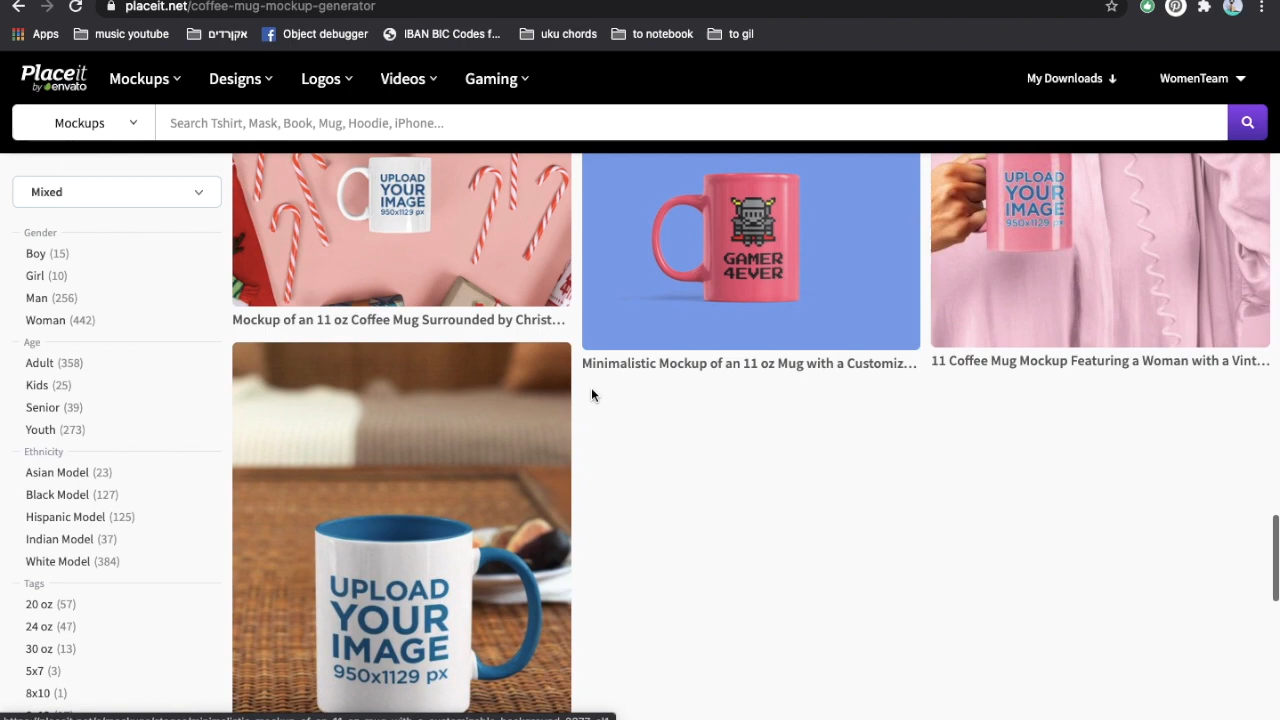 placeit.net/coffee-mug-mockup-generator
Apps
music youtube
אקורדים
Object debugger
IBAN BIC Codes f...
uku chords
to notebook
to gil
Placeit
by envato
Mockups
Designs
Logos
Videos
Gaming
My Downloads
WomenTeam
Mockups
Search Tshirt, Mask, Book, Mug, Hoodie, iPhone...
Mixed
Gender
Boy (15)
Girl (10)
Man (256)
Woman (442)
Age
Adult (358)
Kids (25)
Senior (39)
Youth (273)
Ethnicity
Asian Model (23)
Black Model (127)
Hispanic Model (125)
Indian Model (37)
White Model (384)
Tags
20 oz (57)
24 oz (47)
30 oz (13)
5x7 (3)
8x10 (1)
UPLOAD
YOUR
IMAGE
950x1129 px
Mockup of an 11 oz Coffee Mug Surrounded by Christ...
GAMER
4EVER
Minimalistic Mockup of an 11 oz Mug with a Customiz...
UPLOAD
YOUR
IMAGE
950x1129 px
11 Coffee Mug Mockup Featuring a Woman with a Vint...
UPLOAD
YOUR
IMAGE
950x1129 px